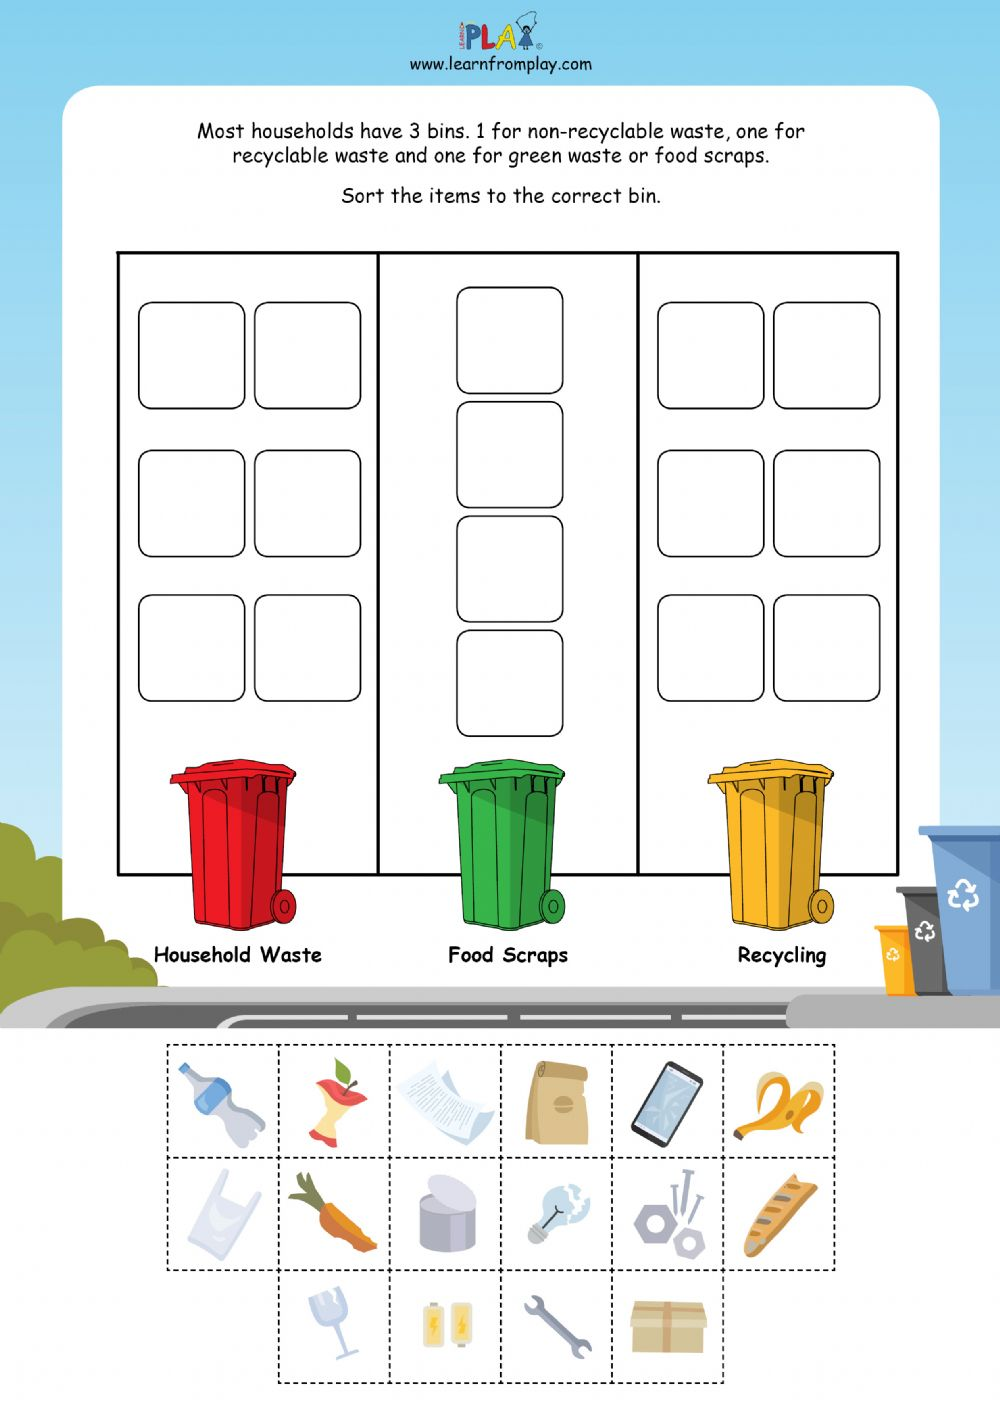 LEARN
PLAY
©
www.learnfromplay.com
Most households have 3 bins. 1 for non-recyclable waste, one for
recyclable waste and one for green waste or food scraps.
Sort the items to the correct bin.
Household Waste
Food Scraps
Recycling